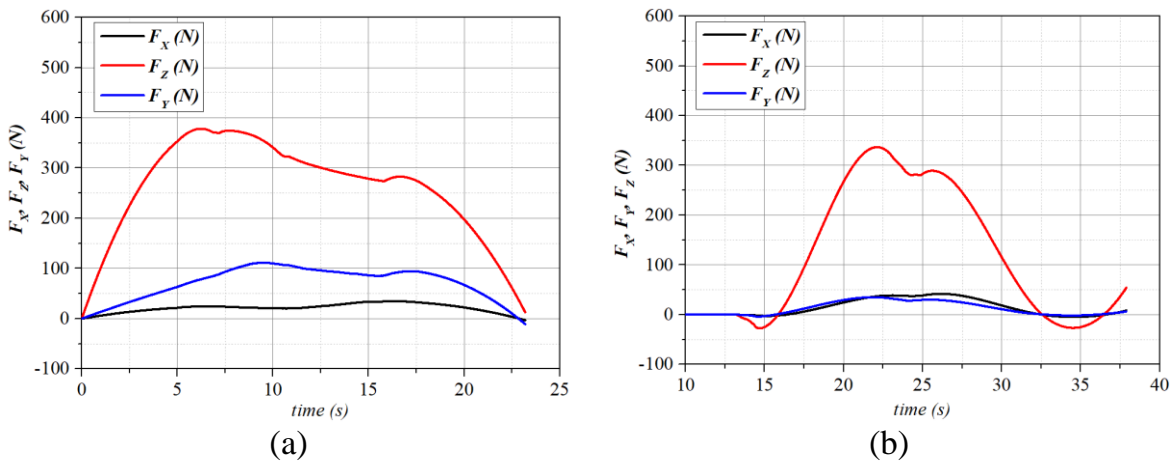 600
500
400
300
200
100
0
-100
F_X, F_Z, F_Y (N)
F_X (N)
F_Z (N)
F_Y (N)
0 5 10 15 20 25
time (s)
(a)
600
500
400
300
200
100
0
-100
F_X, F_Y, F_Z (N)
F_X (N)
F_Z (N)
F_Y (N)
10 15 20 25 30 35 40
time (s)
(b)